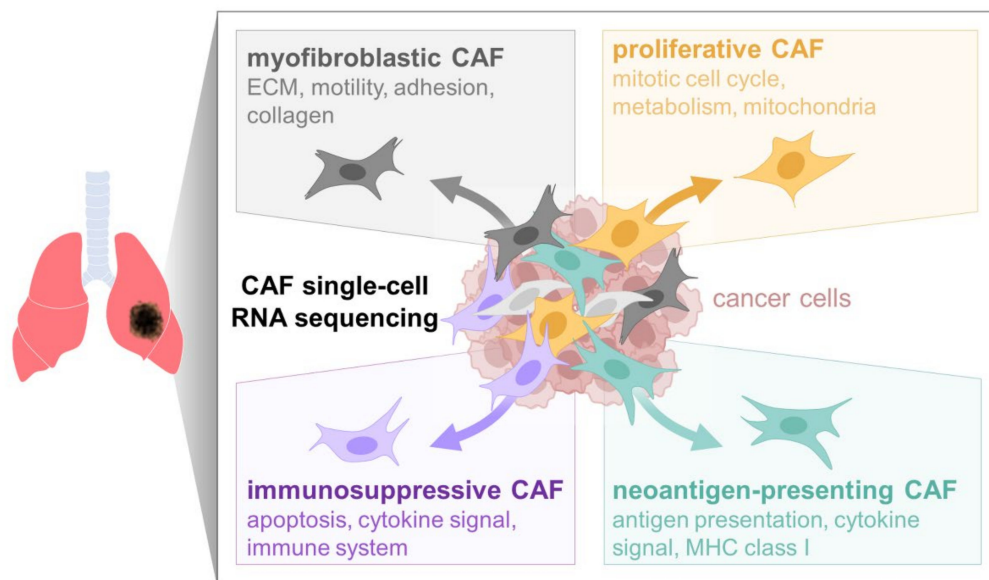 myofibroblastic CAF
ECM, motility, adhesion,
collagen
proliferative CAF
mitotic cell cycle,
metabolism, mitochondria
CAF single-cell
RNA sequencing
cancer cells
immunosuppressive CAF
apoptosis, cytokine signal,
immune system
neoantigen-presenting CAF
antigen presentation, cytokine
signal, MHC class I